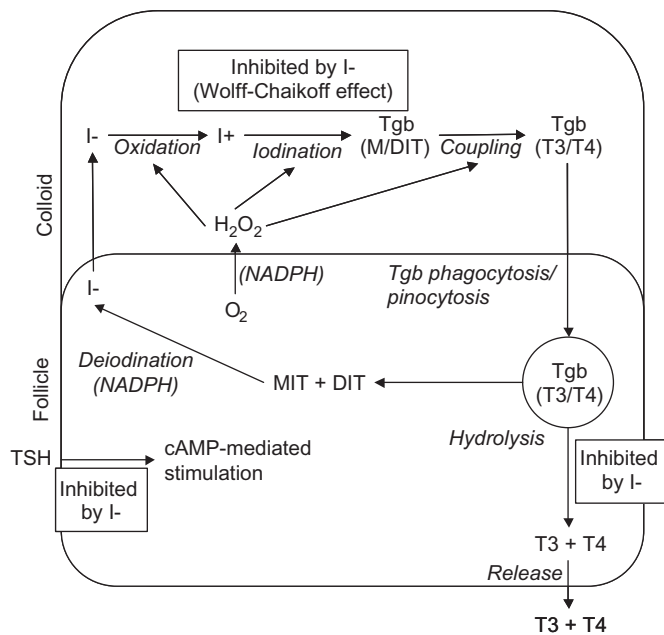 Inhibited by I-
(Wolff-Chaikoff effect)
I-
Oxidation
I+
Iodination
Tgb
(M/DIT)
Coupling
Tgb
(T3/T4)
Colloid
H₂O₂
I-
(NADPH)
O₂
Tgb phagocytosis/
pinocytosis
Deiodination
(NADPH)
MIT + DIT
Tgb
(T3/T4)
Follicle
Hydrolysis
TSH
cAMP-mediated
stimulation
Inhibited
by I-
Inhibited
by I-
T3 + T4
Release
T3 + T4